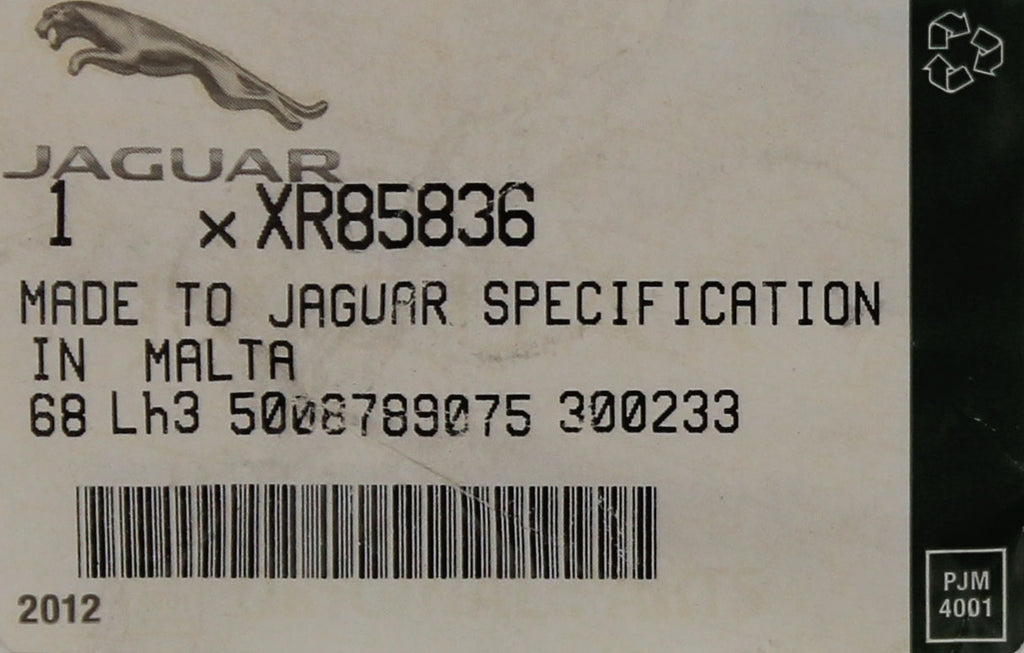 JAGUAR
1 x XR85836
MADE TO JAGUAR SPECIFICATION
IN MALTA
68 Lh3 5008789075 300233
2012
PJM
4001